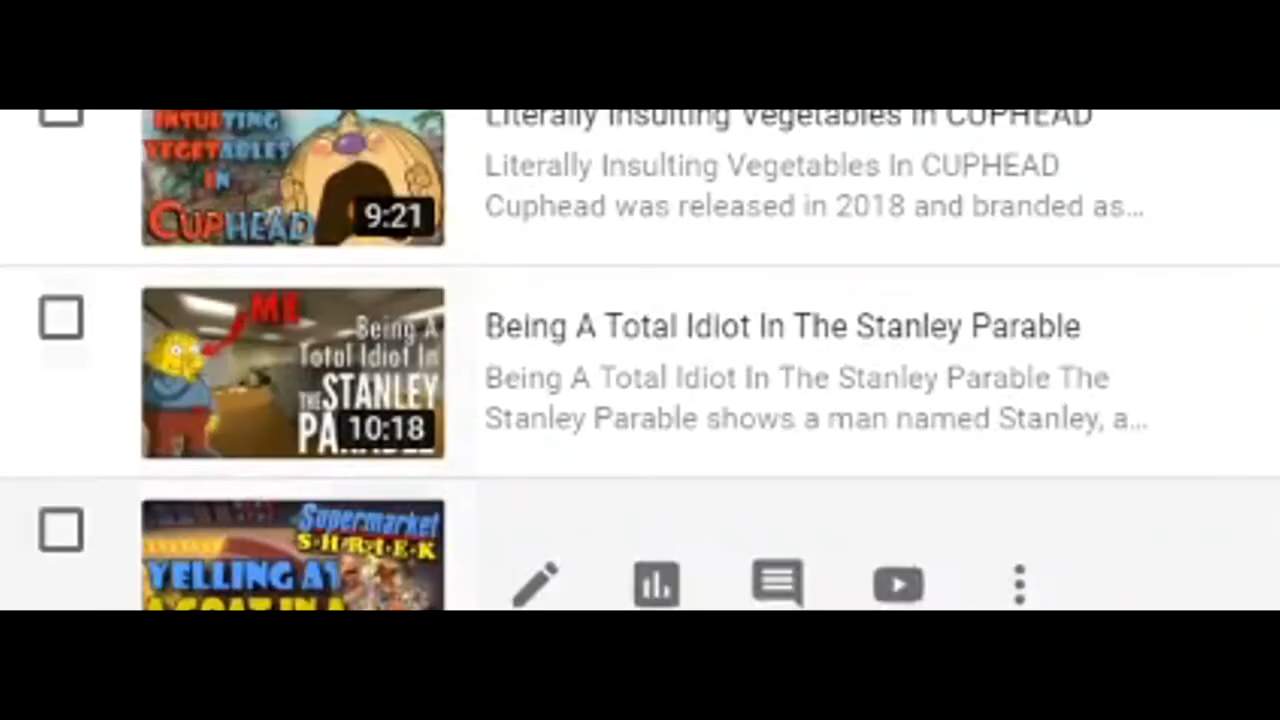 Literally Insulting Vegetables In CUPHEAD
INSULTING
VEGETABLES
IN
CUPHEAD
9:21
Literally Insulting Vegetables In CUPHEAD
Cuphead was released in 2018 and branded as...
ME
Being A
Total Idiot In
THE STANLEY
10:18
Being A Total Idiot In The Stanley Parable
Being A Total Idiot In The Stanley Parable The
Stanley Parable shows a man named Stanley, a...
Supermarket
SHRIEK
YELLING AT
A GOAT IN A